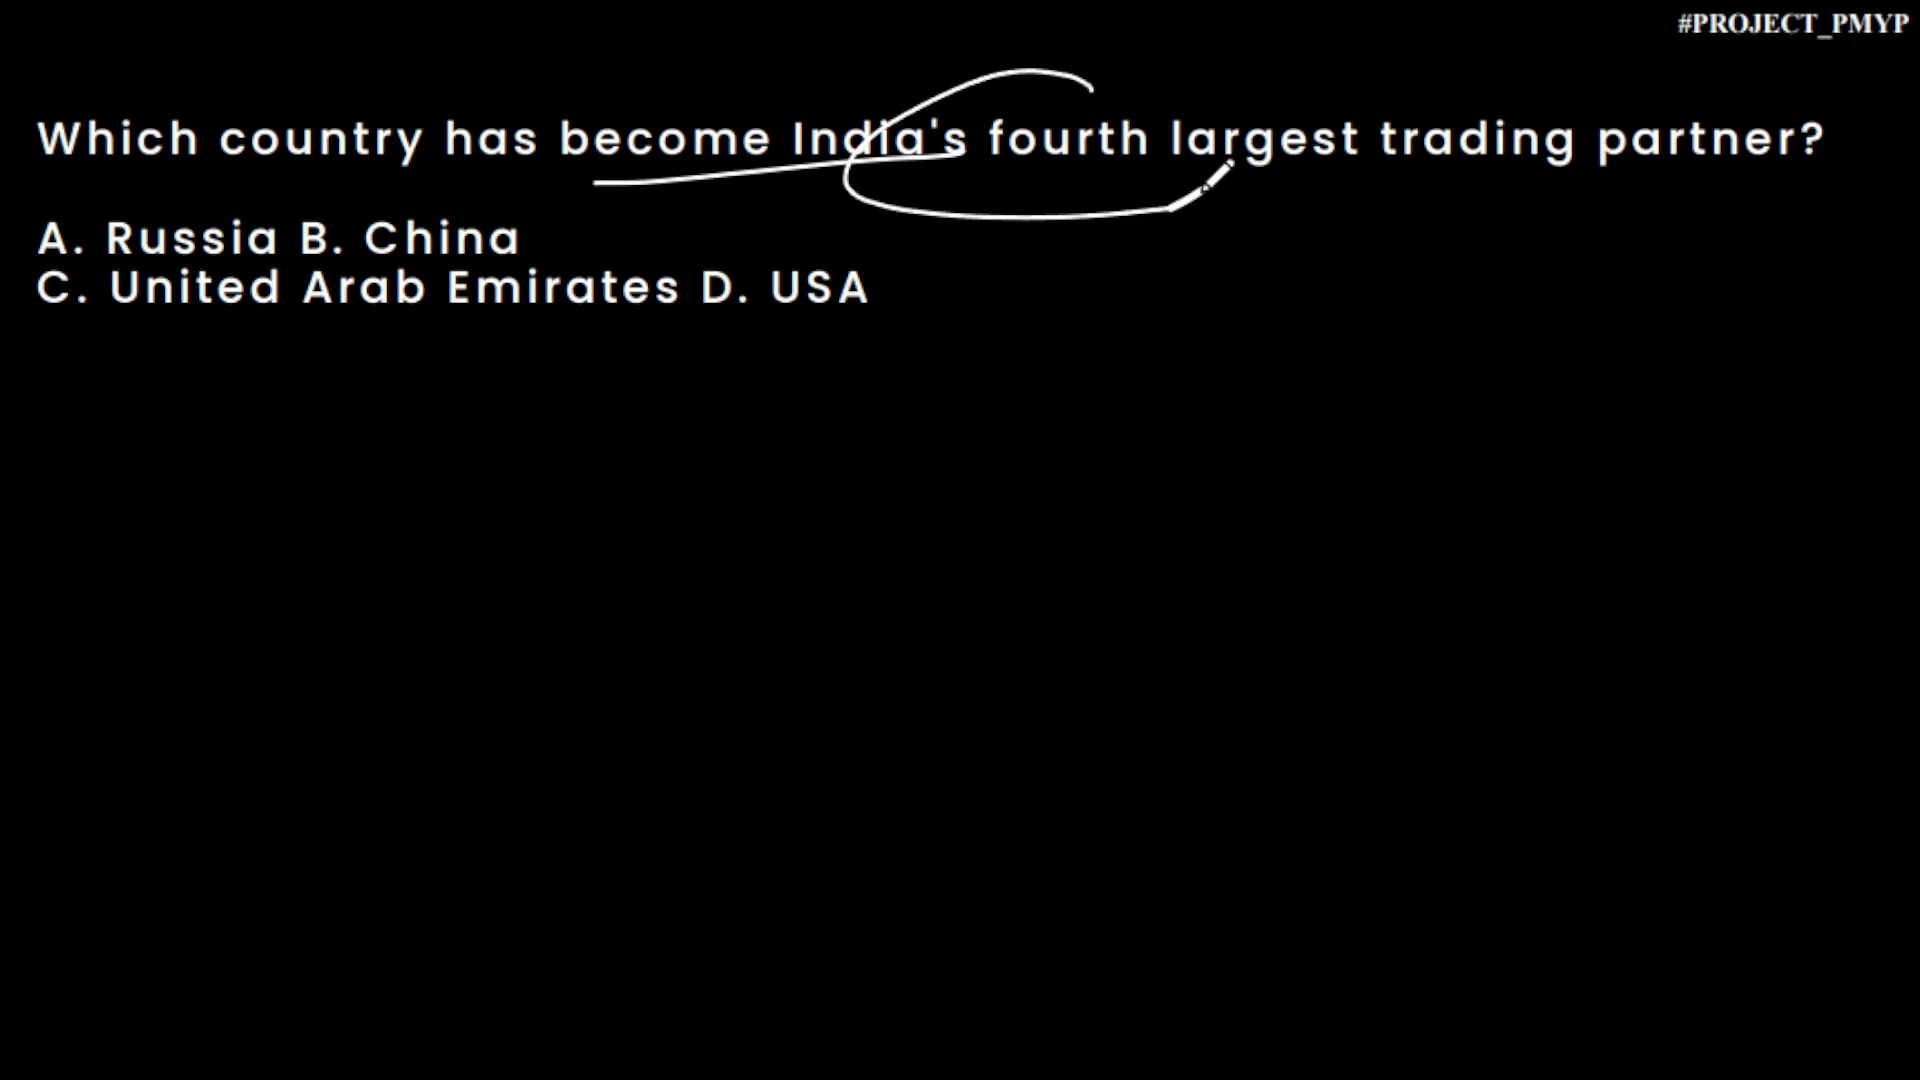 #PROJECT_PMYP
Which country has become India's fourth largest trading partner?
A. Russia B. China
C. United Arab Emirates D. USA